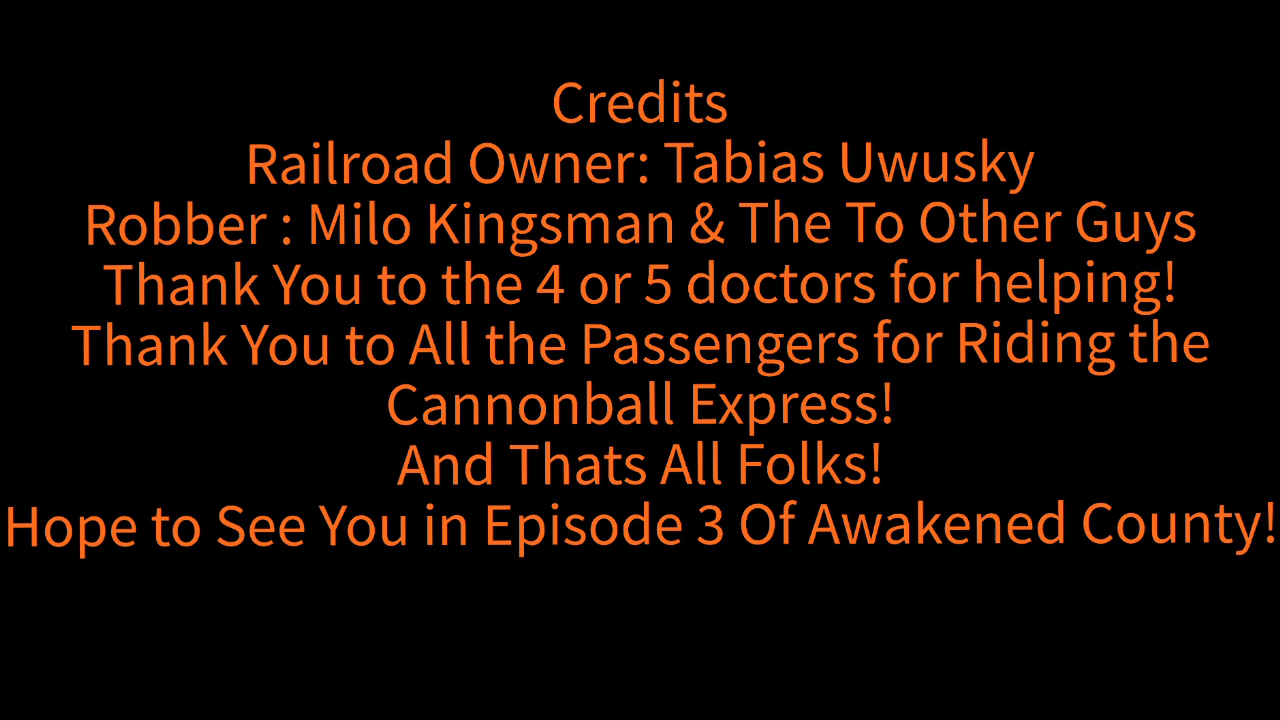 Credits
Railroad Owner: Tabias Uwusky
Robber : Milo Kingsman & The To Other Guys
Thank You to the 4 or 5 doctors for helping!
Thank You to All the Passengers for Riding the
Cannonball Express!
And Thats All Folks!
Hope to See You in Episode 3 Of Awakened County!